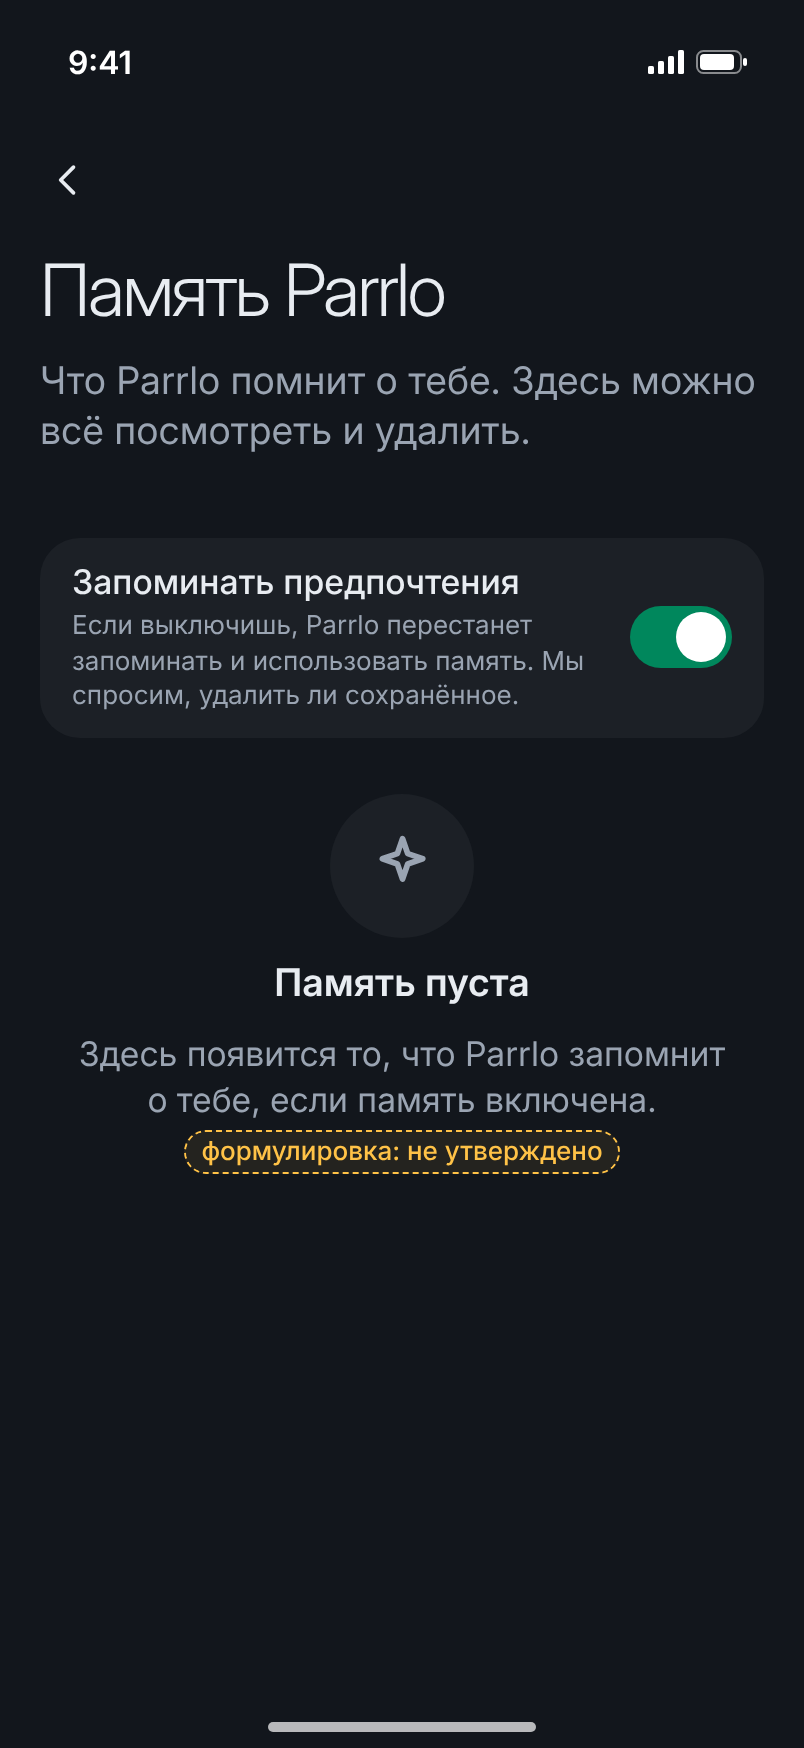 9:41
Память Parrlo
Что Parrlo помнит о тебе. Здесь можно
всё посмотреть и удалить.
Запоминать предпочтения
Если выключишь, Parrlo перестанет
запоминать и использовать память. Мы
спросим, удалить ли сохранённое.
Память пуста
Здесь появится то, что Parrlo запомнит
о тебе, если память включена.
формулировка: не утверждено